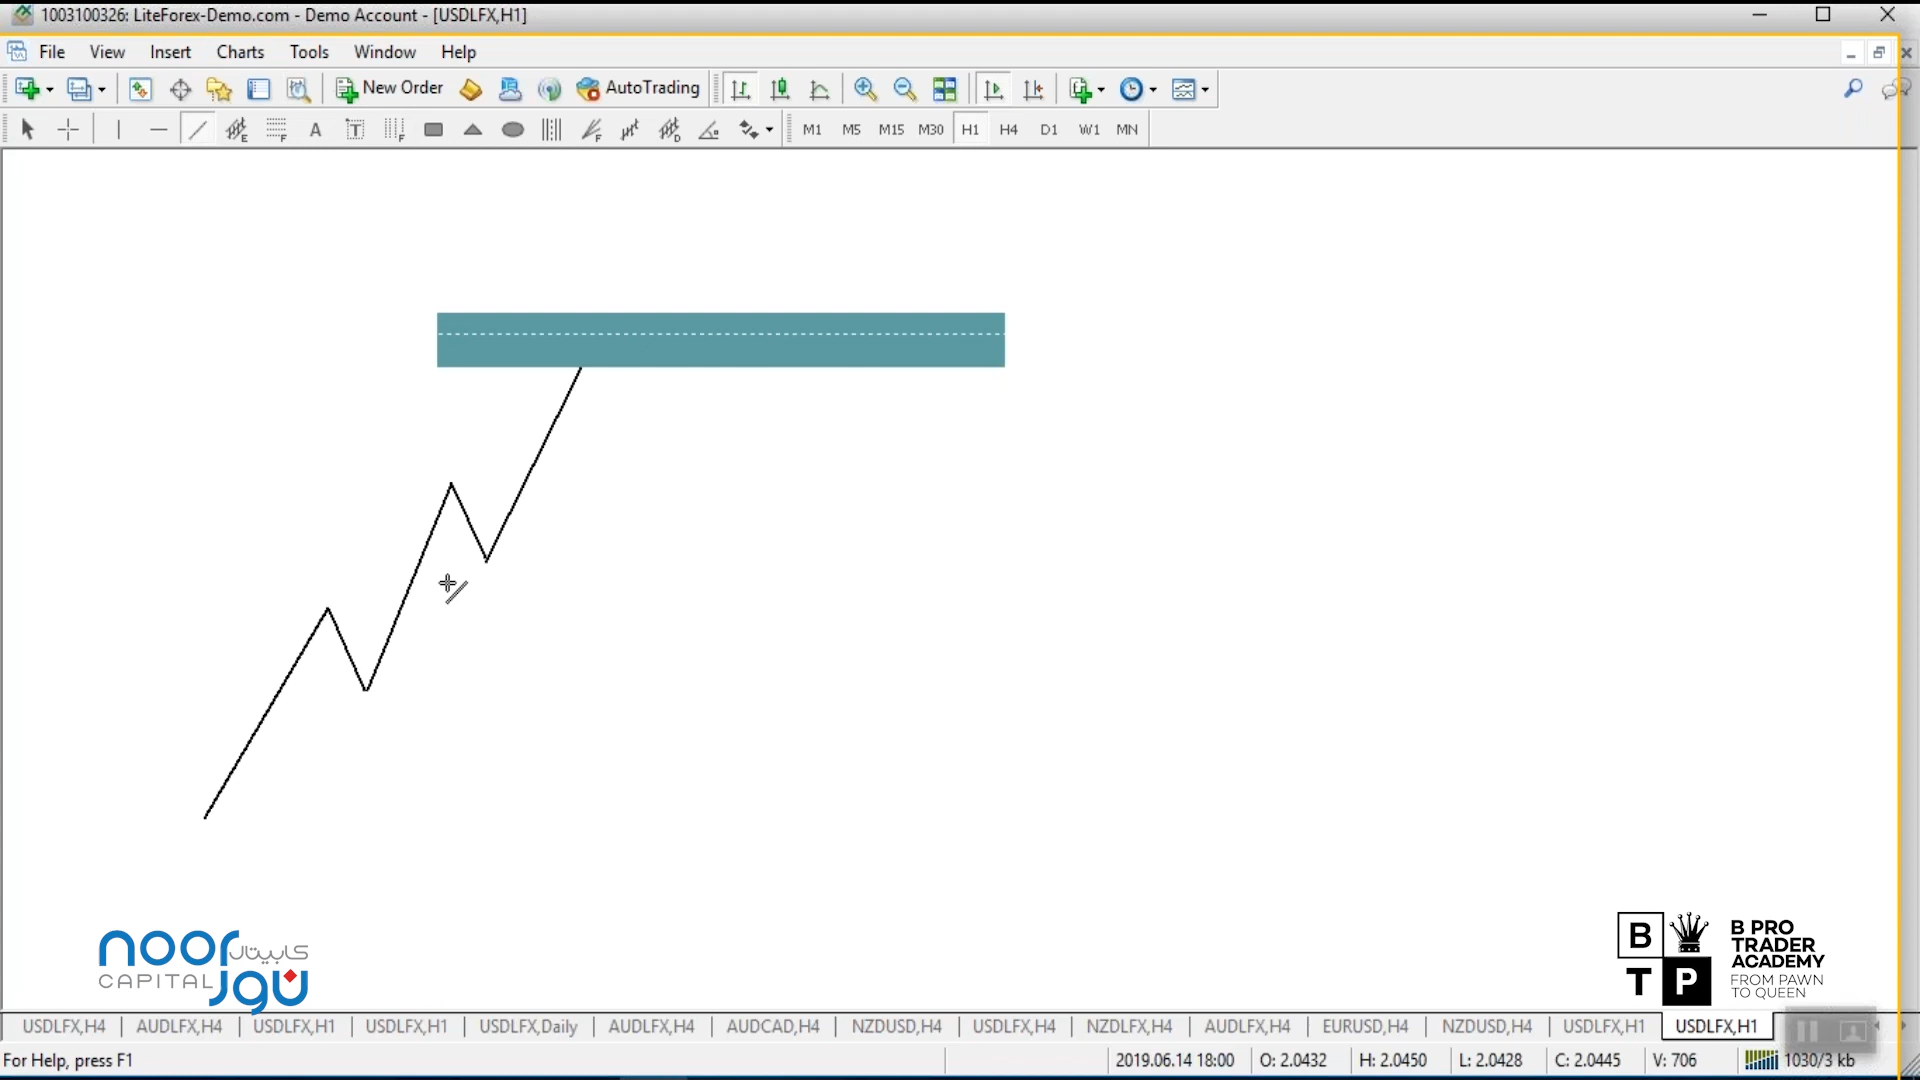 1003100326: LiteForex-Demo.com - Demo Account - [USDLFX,H1]
File View Insert Charts Tools Window Help
New Order AutoTrading
M1 M5 M15 M30 H1 H4 D1 W1 MN
noor كابيتال
CAPITAL نور
B
T P
B PRO
TRADER
ACADEMY
FROM PAWN
TO QUEEN
USDLFX,H4 AUDLFX,H4 USDLFX,H1 USDLFX,H1 USDLFX,Daily AUDLFX,H4 AUDCAD,H4 NZDUSD,H4 USDLFX,H4 NZDLFX,H4 AUDLFX,H4 EURUSD,H4 NZDUSD,H4 USDLFX,H1 USDLFX,H1
For Help, press F1 2019.06.14 18:00 O: 2.0432 H: 2.0450 L: 2.0428 C: 2.0445 V: 706 1030/3 kb